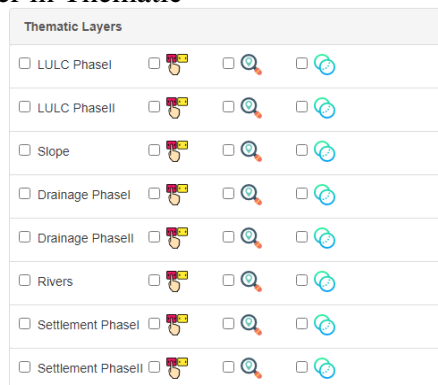 er in Thematic
Thematic Layers
LULC PhaseI
LULC PhaseII
Slope
Drainage PhaseI
Drainage PhaseII
Rivers
Settlement PhaseI
Settlement PhaseII